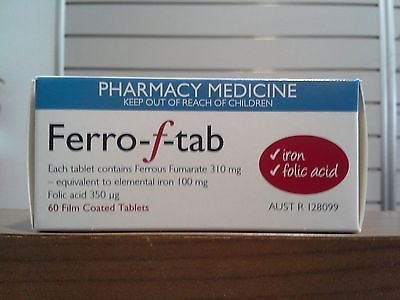 PHARMACY MEDICINE
KEEP OUT OF REACH OF CHILDREN
Ferro-f-tab
Each tablet contains Ferrous Fumarate 310 mg
– equivalent to elemental iron 100 mg
Folic acid 350 µg
60 Film Coated Tablets
✓ iron
✓ folic acid
AUST R 128099